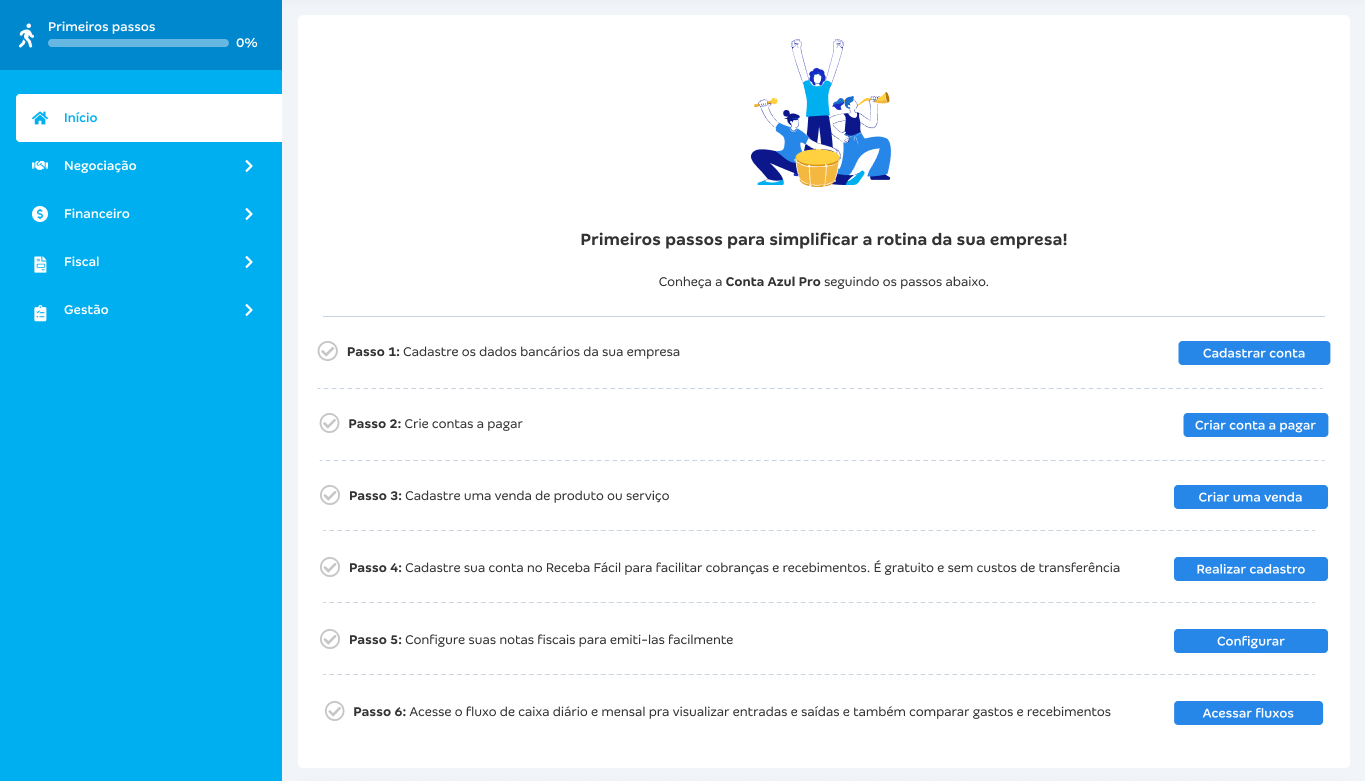 Primeiros passos
0%
Início
Negociação
Financeiro
Fiscal
Gestão
Primeiros passos para simplificar a rotina da sua empresa!
Conheça a Conta Azul Pro seguindo os passos abaixo.
Passo 1: Cadastre os dados bancários da sua empresa
Cadastrar conta
Passo 2: Crie contas a pagar
Criar conta a pagar
Passo 3: Cadastre uma venda de produto ou serviço
Criar uma venda
Passo 4: Cadastre sua conta no Receba Fácil para facilitar cobranças e recebimentos. É gratuito e sem custos de transferência
Realizar cadastro
Passo 5: Configure suas notas fiscais para emiti-las facilmente
Configurar
Passo 6: Acesse o fluxo de caixa diário e mensal pra visualizar entradas e saídas e também comparar gastos e recebimentos
Acessar fluxos